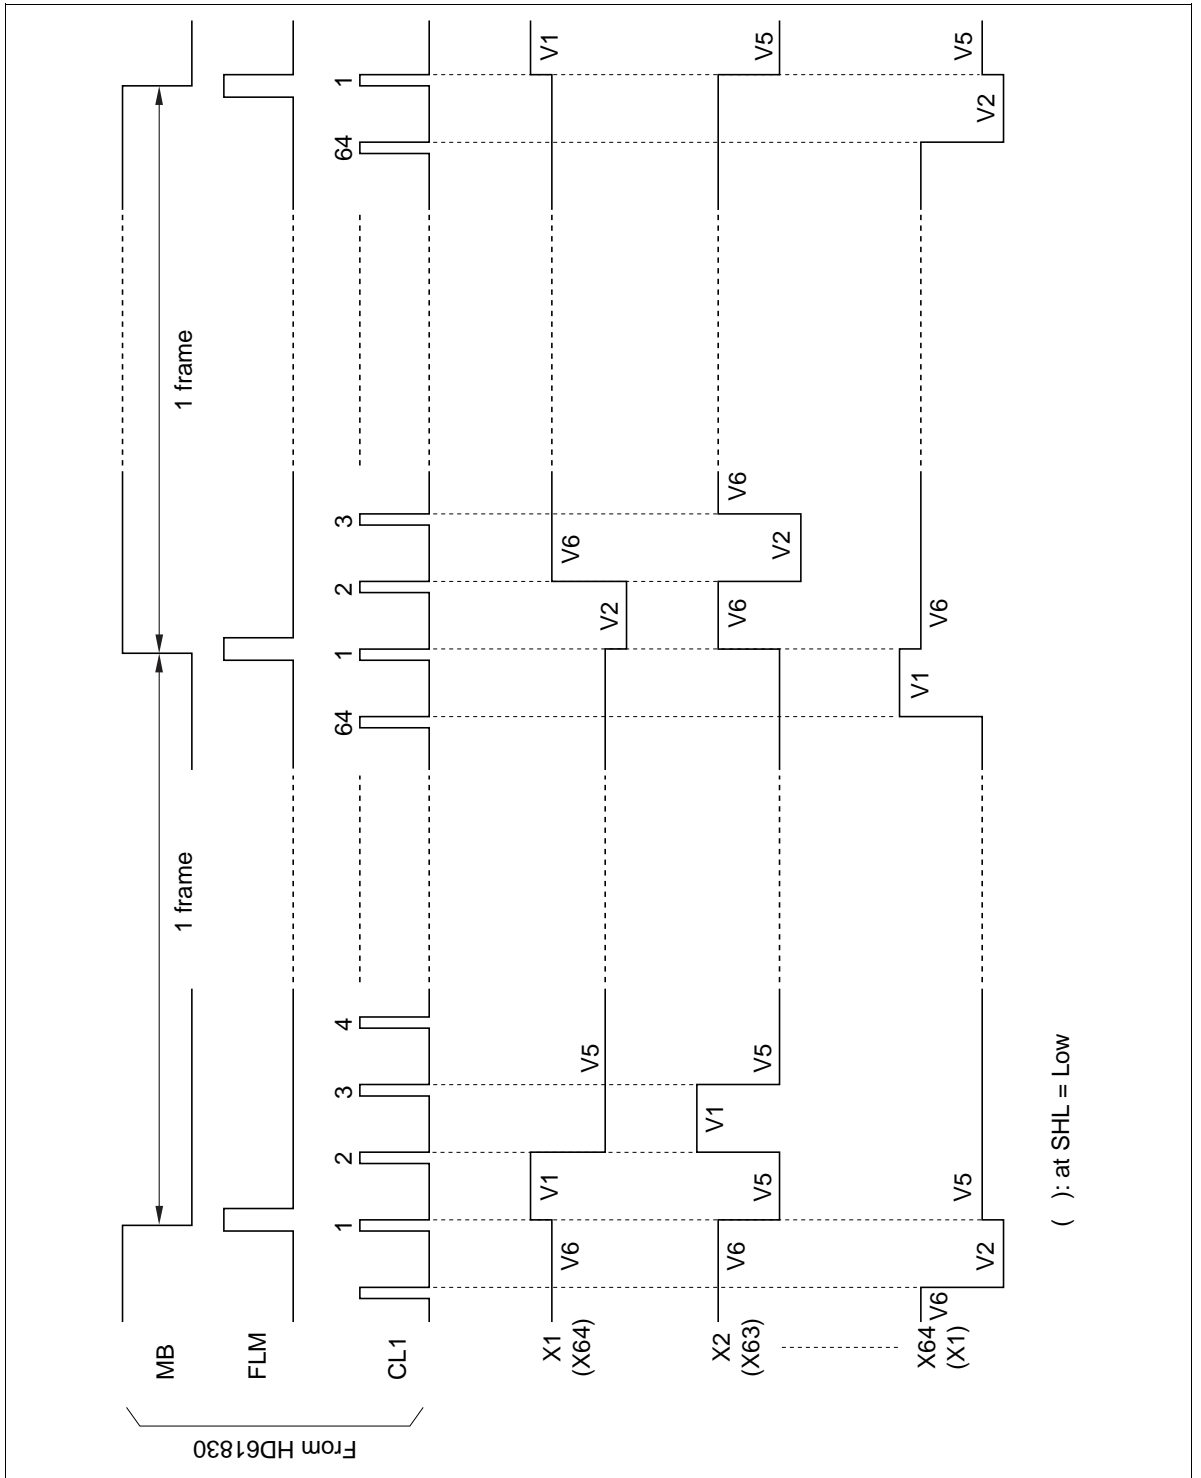 From HD61830
MB
1 frame
1 frame
FLM
CL1
1
2
3
4
64
1
2
3
64
1
X1
(X64)
V6
V1
V5
V2
V6
V1
X2
(X63)
V6
V5
V1
V5
V6
V2
V6
V5
X64
(X1)
V6
V2
V5
V1
V6
V2
V5
( ): at SHL = Low